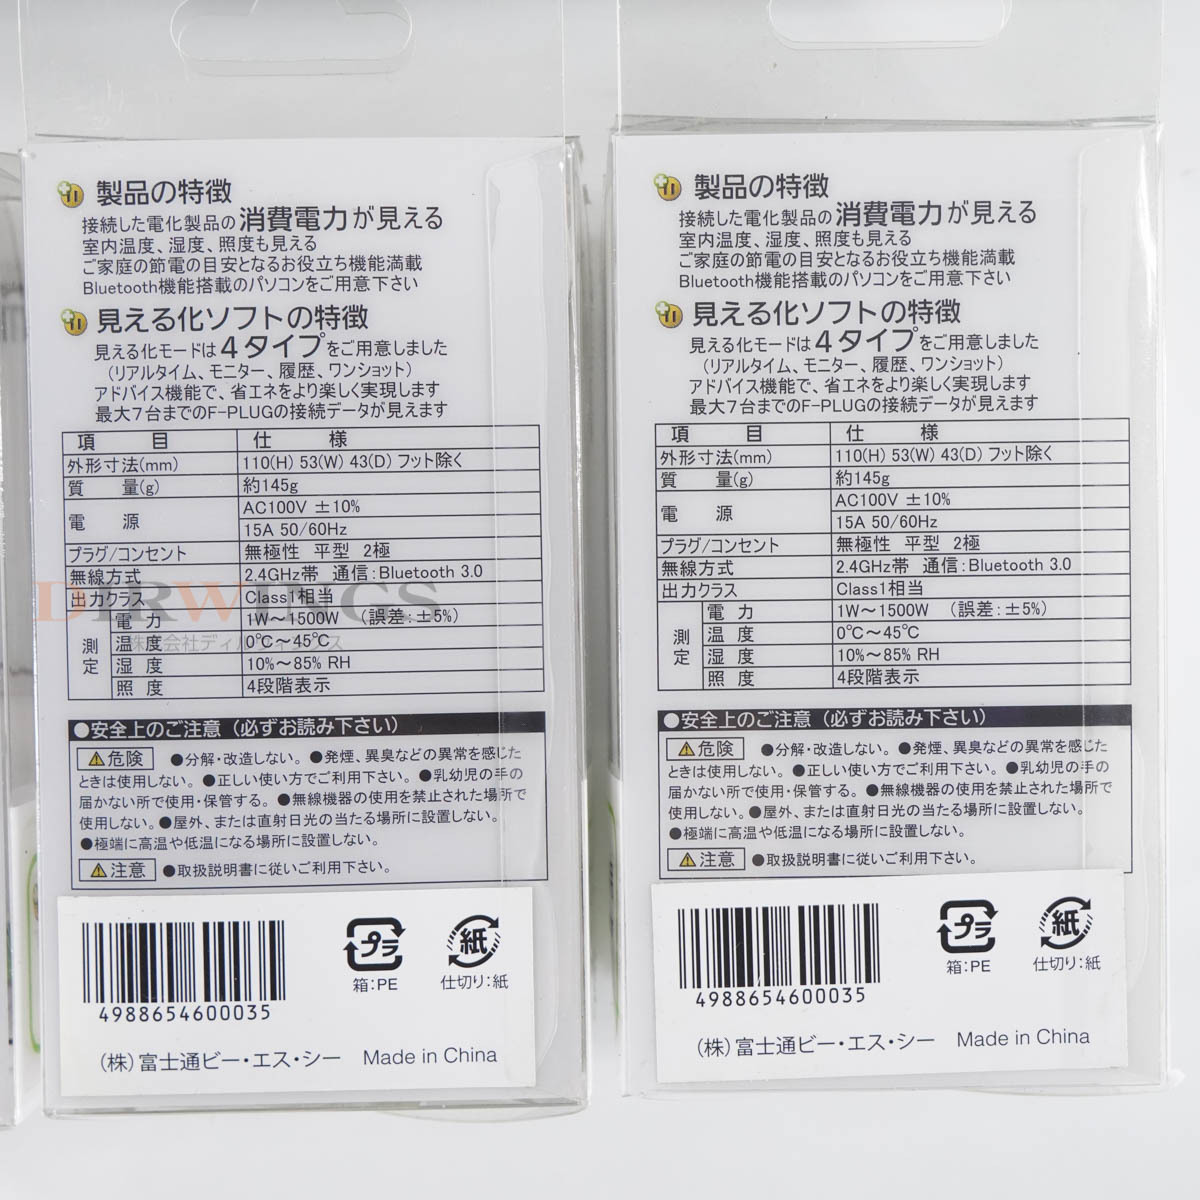 製品の特徴
接続した電化製品の消費電力が見える
室内温度、湿度、照度も見える
ご家庭の節電の目安となるお役立ち機能満載
Bluetooth機能搭載のパソコンをご用意下さい
見える化ソフトの特徴
見える化モードは4タイプをご用意しました
(リアルタイム、モニター、履歴、ワンショット)
アドバイス機能で、省エネをより楽しく実現します
最大7台までのF-PLUGの接続データが見えます
項 目 仕 様
外形寸法(mm) 110(H) 53(W) 43(D) フット除く
質 量(g) 約145g
電 源 AC100V ±10%
15A 50/60Hz
プラグ/コンセント 無極性 平型 2極
無線方式 2.4GHz帯 通信:Bluetooth 3.0
出力クラス Class1相当
測定 電 力 1W~1500W (誤差:±5%)
温 度 0℃~45℃
湿 度 10%~85% RH
照 度 4段階表示
DIRWINGS
株式会社ディルウィングス
●安全上のご注意(必ずお読み下さい)
危険 ●分解・改造しない。●発煙、異臭などの異常を感じた
ときは使用しない。●正しい使い方でご利用下さい。●乳幼児の手の
届かない所で使用・保管する。●無線機器の使用を禁止された場所で
使用しない。●屋外、または直射日光の当たる場所に設置しない。
●極端に高温や低温になる場所に設置しない。
注意 ●取扱説明書に従いご利用下さい。
4988654600035
プラ
箱:PE
紙
仕切り:紙
(株)富士通ビー・エス・シー Made in China
製品の特徴
接続した電化製品の消費電力が見える
室内温度、湿度、照度も見える
ご家庭の節電の目安となるお役立ち機能満載
Bluetooth機能搭載のパソコンをご用意下さい
見える化ソフトの特徴
見える化モードは4タイプをご用意しました
(リアルタイム、モニター、履歴、ワンショット)
アドバイス機能で、省エネをより楽しく実現します
最大7台までのF-PLUGの接続データが見えます
項 目 仕 様
外形寸法(mm) 110(H) 53(W) 43(D) フット除く
質 量(g) 約145g
電 源 AC100V ±10%
15A 50/60Hz
プラグ/コンセント 無極性 平型 2極
無線方式 2.4GHz帯 通信:Bluetooth 3.0
出力クラス Class1相当
測定 電 力 1W~1500W (誤差:±5%)
温 度 0℃~45℃
湿 度 10%~85% RH
照 度 4段階表示
●安全上のご注意(必ずお読み下さい)
危険 ●分解・改造しない。●発煙、異臭などの異常を感じた
ときは使用しない。●正しい使い方でご利用下さい。●乳幼児の手の
届かない所で使用・保管する。●無線機器の使用を禁止された場所で
使用しない。●屋外、または直射日光の当たる場所に設置しない。
●極端に高温や低温になる場所に設置しない。
注意 ●取扱説明書に従いご利用下さい。
4988654600035
プラ
箱:PE
紙
仕切り:紙
(株)富士通ビー・エス・シー Made in China